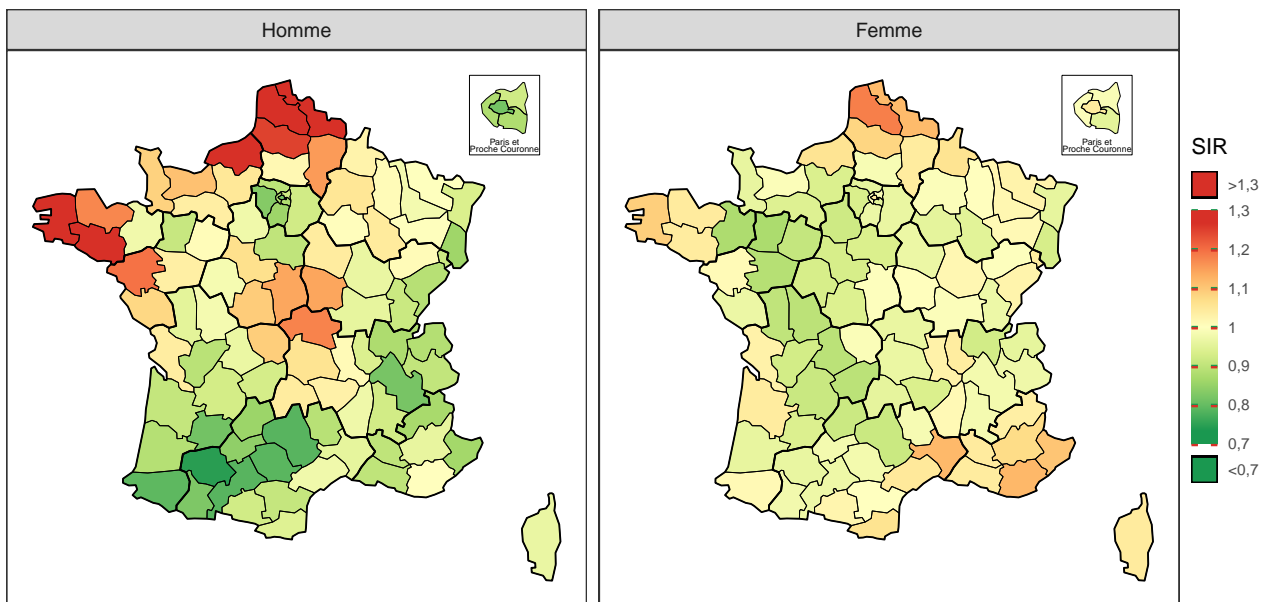 Homme
Femme
Paris et
Proche Couronne
Paris et
Proche Couronne
SIR
>1,3
1,3
1,2
1,1
1
0,9
0,8
0,7
<0,7